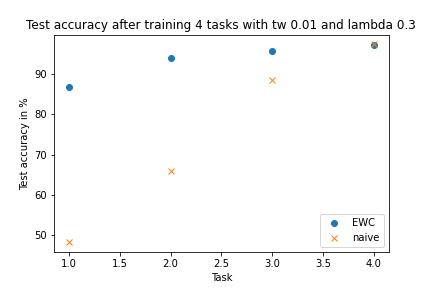 Test accuracy after training 4 tasks with tw 0.01 and lambda 0.3
Test accuracy in %
90
80
70
60
50
EWC
naive
1.0 1.5 2.0 2.5 3.0 3.5 4.0
Task